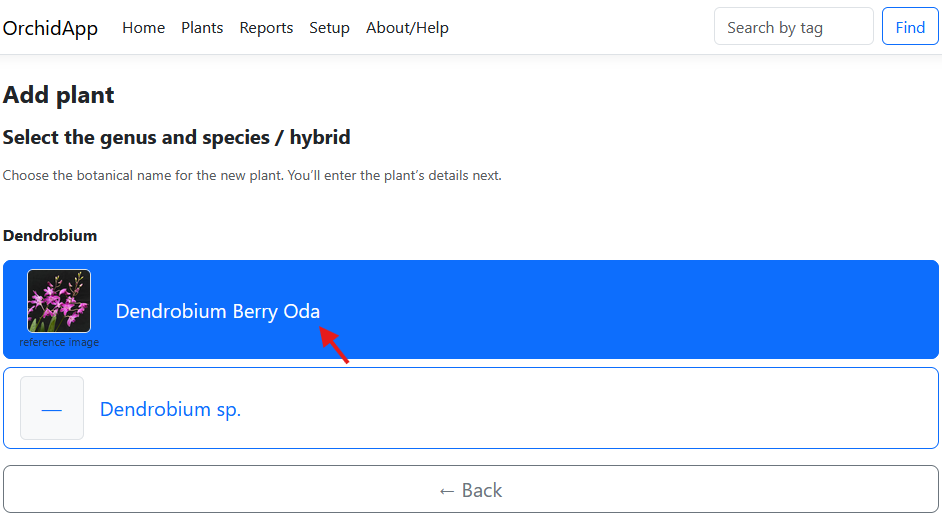 OrchidApp Home Plants Reports Setup About/Help Search by tag Find
Add plant
Select the genus and species / hybrid
Choose the botanical name for the new plant. You’ll enter the plant’s details next.
Dendrobium
Dendrobium Berry Oda
reference image
— Dendrobium sp.
← Back